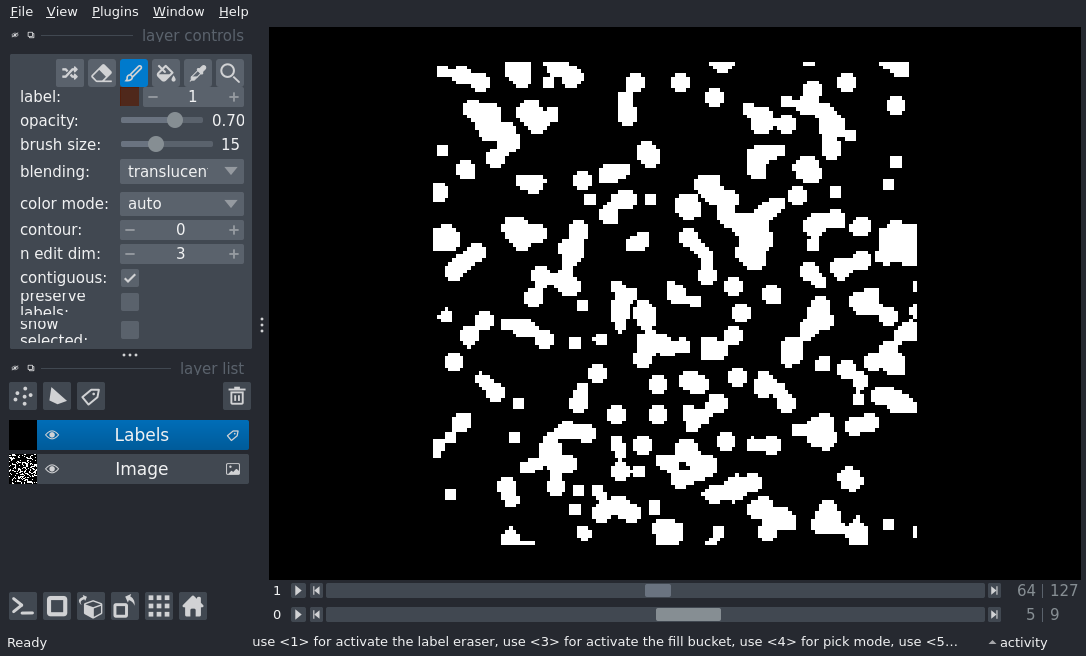 File View Plugins Window Help
layer controls
label: 1
opacity: 0.70
brush size: 15
blending: translucen
color mode: auto
contour: 0
n edit dim: 3
contiguous:
preserve
labels:
show
selected:
layer list
Labels
Image
1 64 127
0 5 9
Ready use <1> for activate the label eraser, use <3> for activate the fill bucket, use <4> for pick mode, use <5... activity